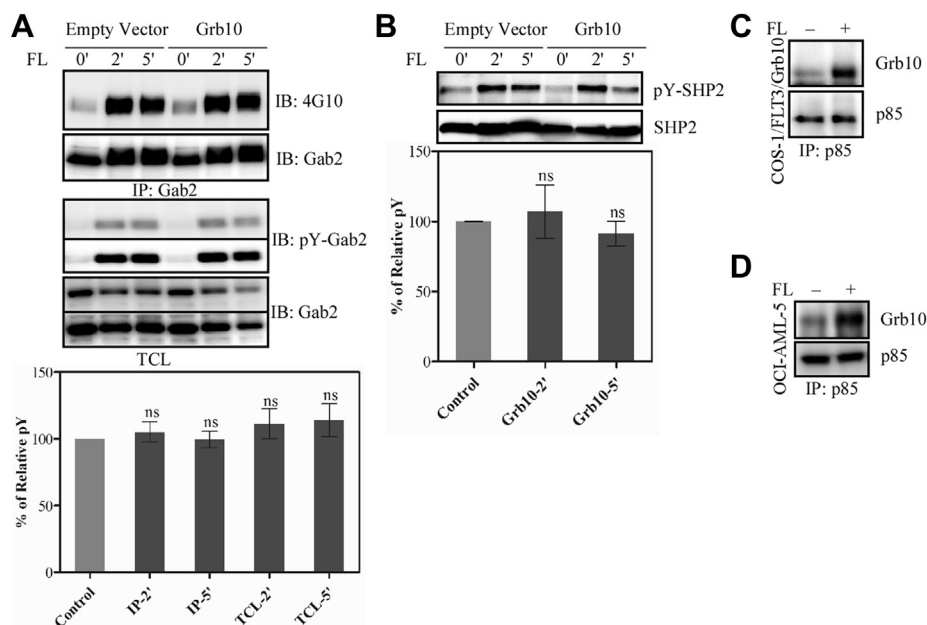 A
Empty Vector Grb10
FL 0' 2' 5' 0' 2' 5'
IB: 4G10
IB: Gab2
IP: Gab2
IB: pY-Gab2
IB: Gab2
TCL
150
100
50
0
% of Relative pY
ns ns ns ns
Control IP-2' IP-5' TCL-2' TCL-5'
B
Empty Vector Grb10
FL 0' 2' 5' 0' 2' 5'
pY-SHP2
SHP2
150
100
50
0
% of Relative pY
ns ns
Control Grb10-2' Grb10-5'
C
FL – +
COS-1/FLT3/Grb10
Grb10
p85
IP: p85
D
FL – +
OCI-AML-5
Grb10
p85
IP: p85